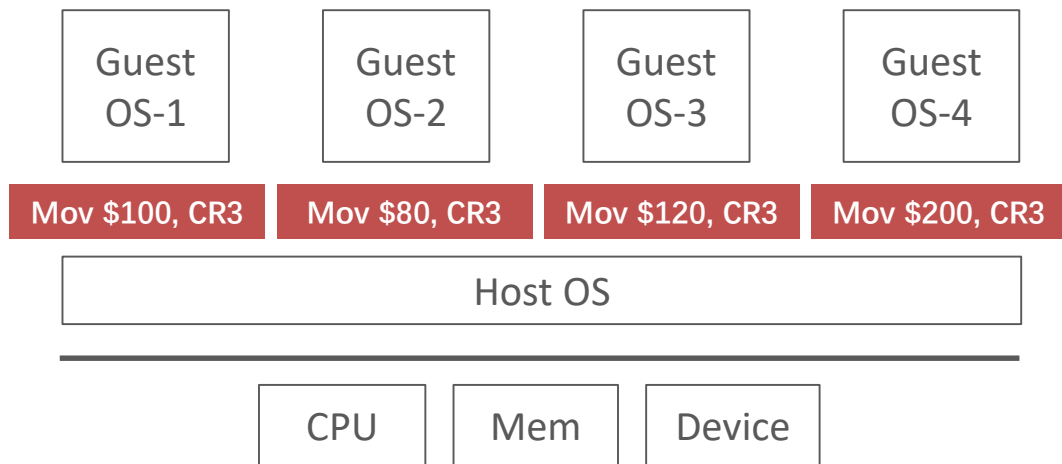 Guest
OS-1
Guest
OS-2
Guest
OS-3
Guest
OS-4
Mov $100, CR3
Mov $80, CR3
Mov $120, CR3
Mov $200, CR3
Host OS
CPU
Mem
Device